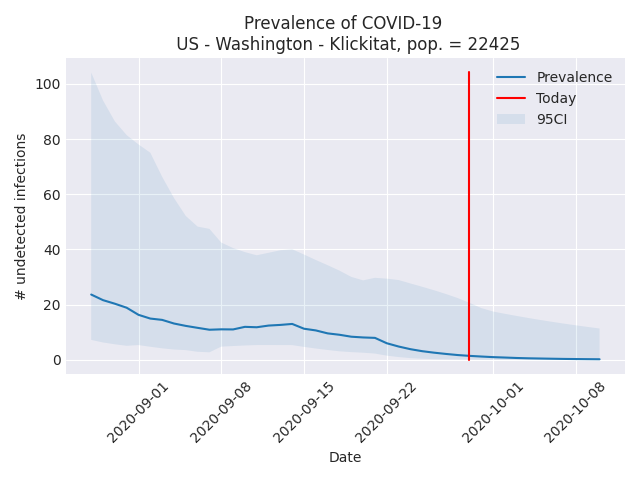 Prevalence of COVID-19
US - Washington - Klickitat, pop. = 22425
Prevalence
Today
95CI
100
80
60
40
20
0
# undetected infections
2020-09-01
2020-09-08
2020-09-15
2020-09-22
2020-10-01
2020-10-08
Date